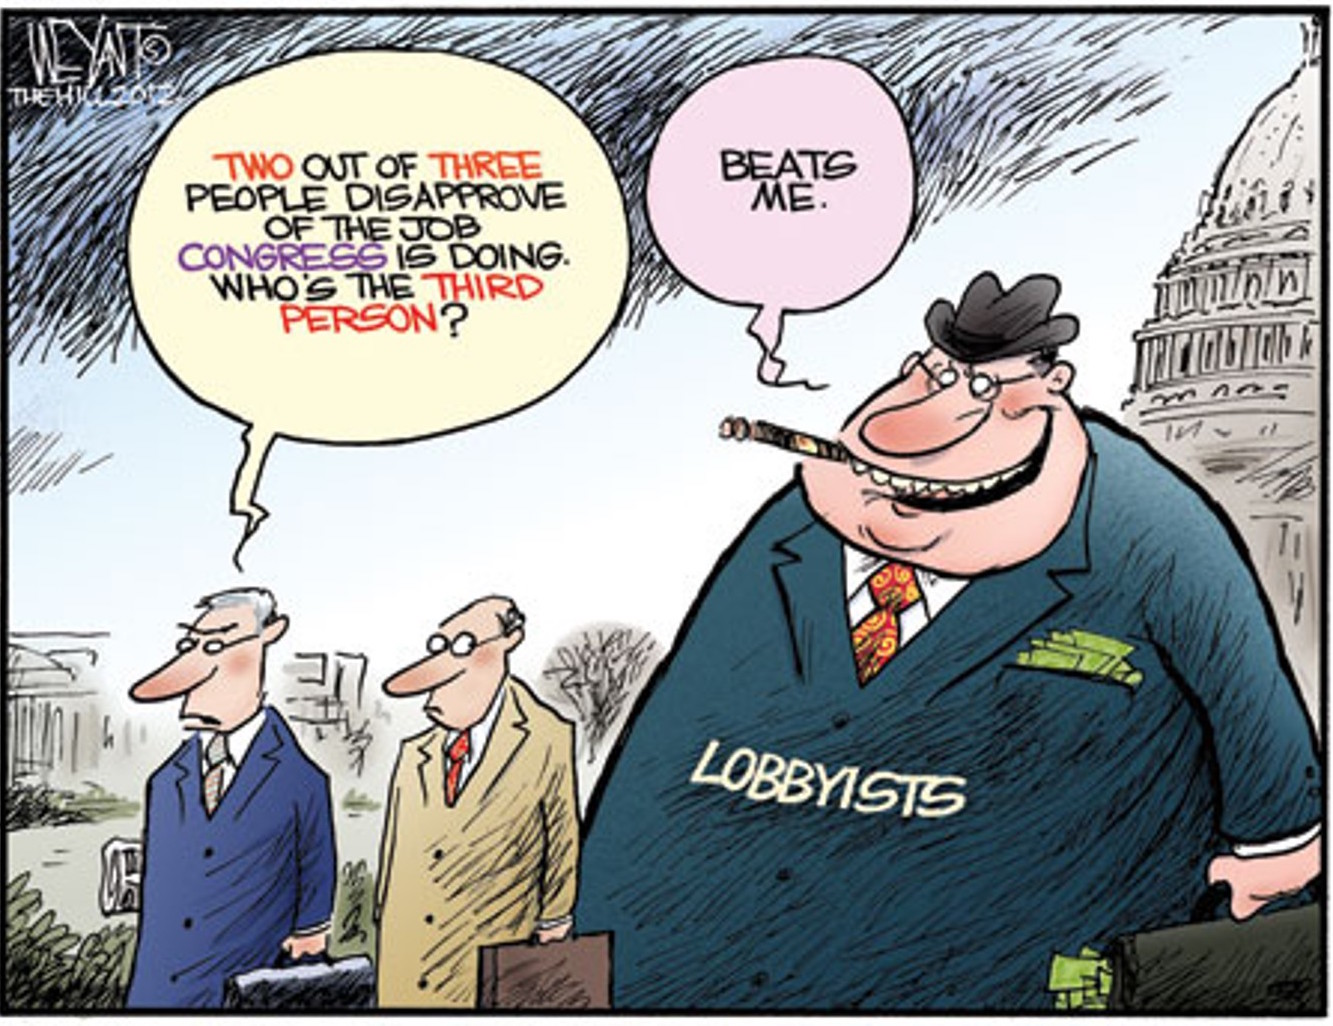 WEYANT ©
THE HILL 2012
TWO OUT OF THREE
PEOPLE DISAPPROVE
OF THE JOB
CONGRESS IS DOING.
WHO'S THE THIRD
PERSON?
BEATS
ME.
LOBBYISTS